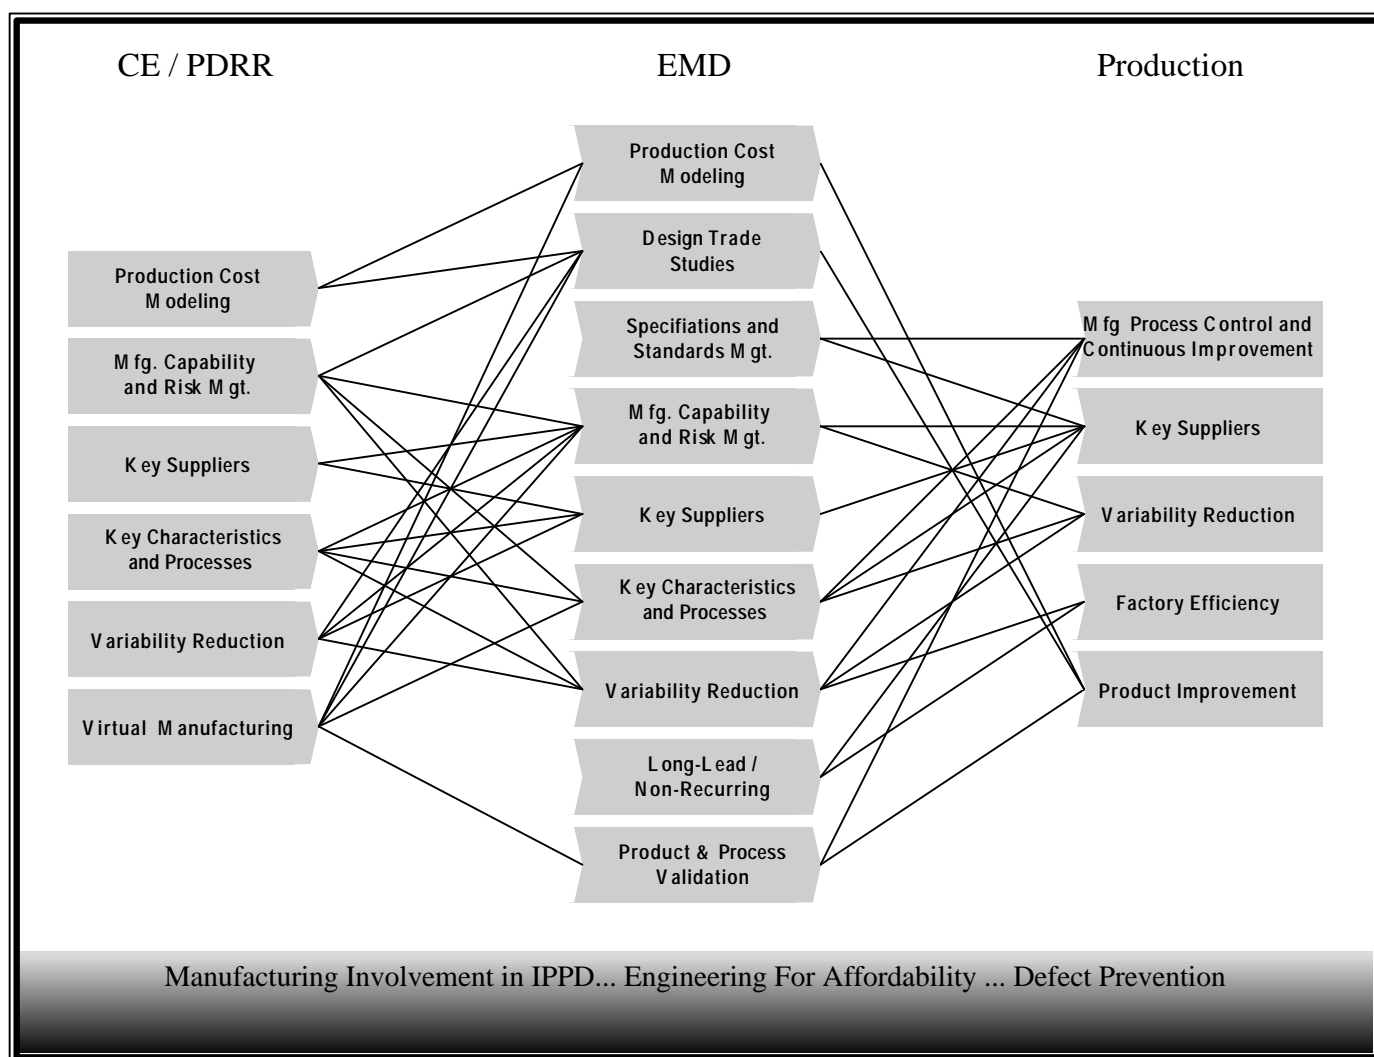 CE / PDRR
EMD
Production
Production Cost
Modeling
Mfg. Capability
and Risk Mgt.
Key Suppliers
Key Characteristics
and Processes
Variability Reduction
Virtual Manufacturing
Production Cost
Modeling
Design Trade
Studies
Specifiations and
Standards Mgt.
Mfg. Capability
and Risk Mgt.
Key Suppliers
Key Characteristics
and Processes
Variability Reduction
Long-Lead /
Non-Recurring
Product & Process
Validation
Mfg Process Control and
Continuous Improvement
Key Suppliers
Variability Reduction
Factory Efficiency
Product Improvement
Manufacturing Involvement in IPPD... Engineering For Affordability ... Defect Prevention